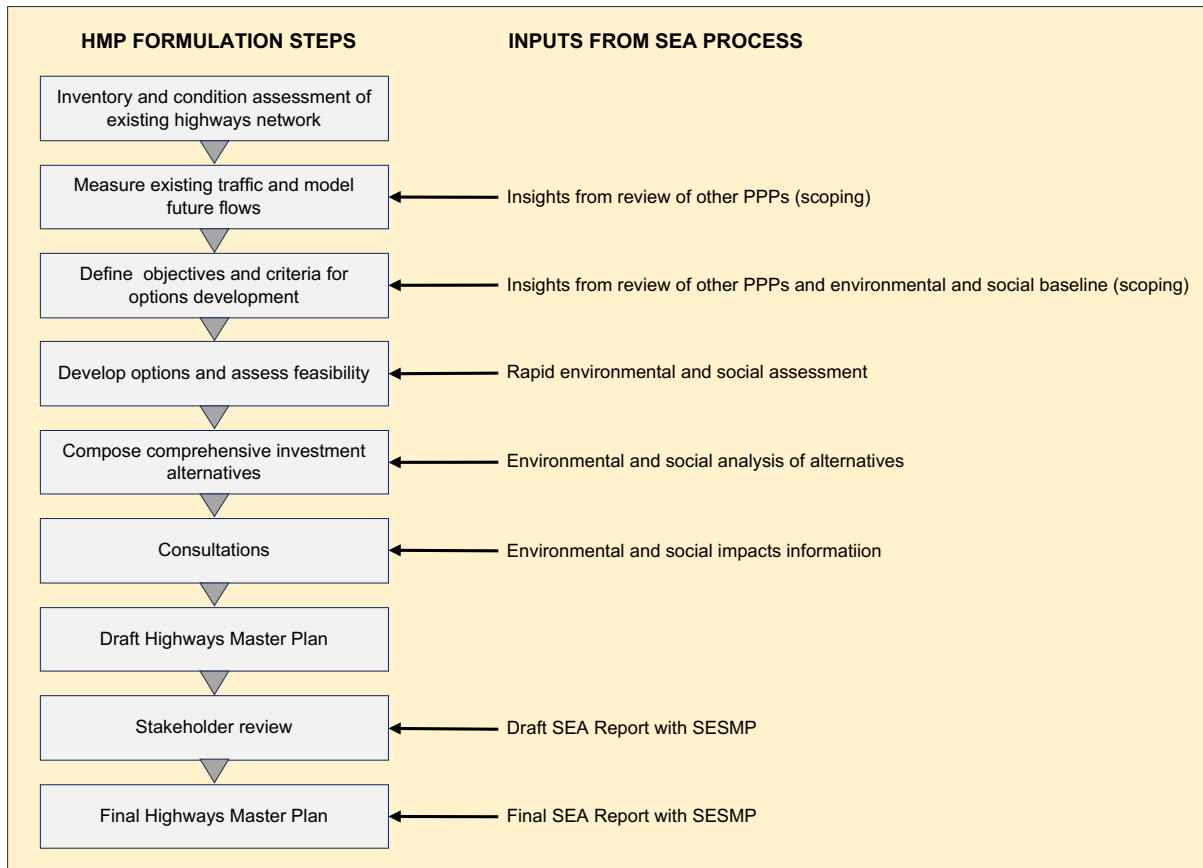 HMP FORMULATION STEPS
INPUTS FROM SEA PROCESS
Inventory and condition assessment of
existing highways network
Measure existing traffic and model
future flows
Insights from review of other PPPs (scoping)
Define objectives and criteria for
options development
Insights from review of other PPPs and environmental and social baseline (scoping)
Develop options and assess feasibility
Rapid environmental and social assessment
Compose comprehensive investment
alternatives
Environmental and social analysis of alternatives
Consultations
Environmental and social impacts informatiion
Draft Highways Master Plan
Stakeholder review
Draft SEA Report with SESMP
Final Highways Master Plan
Final SEA Report with SESMP